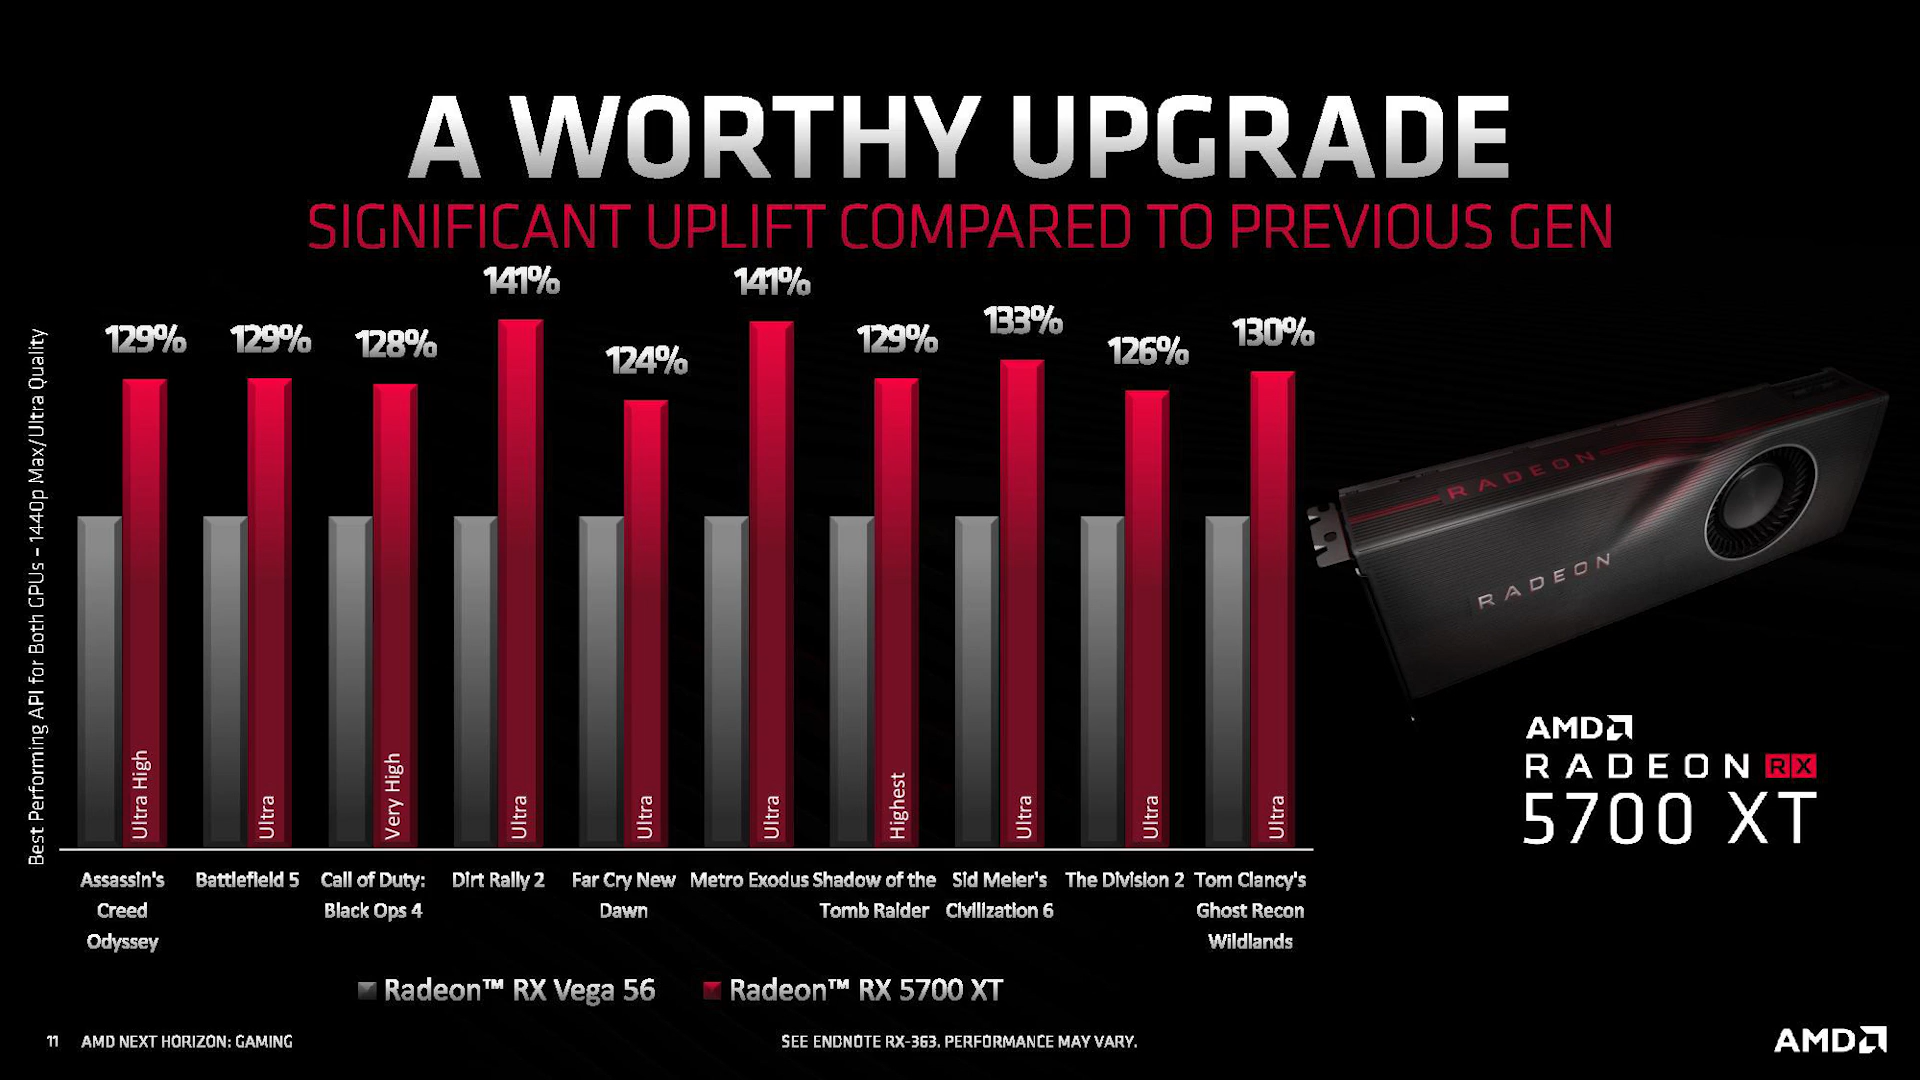 A WORTHY UPGRADE
SIGNIFICANT UPLIFT COMPARED TO PREVIOUS GEN
Best Performing API for Both GPUs – 1440p Max/Ultra Quality
129%
129%
128%
141%
124%
141%
129%
133%
126%
130%
Ultra High
Ultra
Very High
Ultra
Ultra
Ultra
Highest
Ultra
Ultra
Ultra
Assassin's
Creed
Odyssey
Battlefield 5
Call of Duty:
Black Ops 4
Dirt Rally 2
Far Cry New
Dawn
Metro Exodus
Shadow of the
Tomb Raider
Sid Meier's
Civilization 6
The Division 2
Tom Clancy's
Ghost Recon
Wildlands
Radeon™ RX Vega 56
Radeon™ RX 5700 XT
RADEON
RADEON
AMD
RADEON RX
5700 XT
11 AMD NEXT HORIZON: GAMING
SEE ENDNOTE RX-363. PERFORMANCE MAY VARY.
AMD